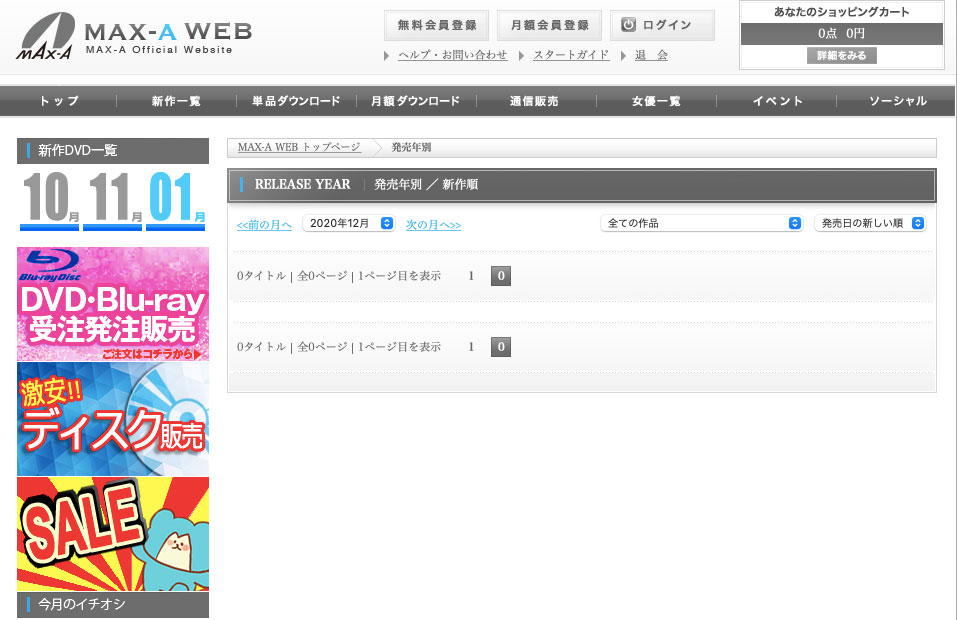 MAX-A
MAX-A WEB
MAX-A Official Website
無料会員登録
月額会員登録
ログイン
ヘルプ・お問い合わせ
スタートガイド
退　会
あなたのショッピングカート
0点　0円
詳細をみる
トップ
新作一覧
単品ダウンロード
月額ダウンロード
通信販売
女優一覧
イベント
ソーシャル
新作DVD一覧
10月
11月
01月
Blu-ray Disc
DVD・Blu-ray
受注発注販売
ご注文はコチラから▶
激安!!
ディスク販売
SALE
今月のイチオシ
MAX-A WEB トップページ
発売年別
RELEASE YEAR
発売年別 ／ 新作順
<<前の月へ
2020年12月
次の月へ>>
全ての作品
発売日の新しい順
0タイトル | 全0ページ | 1ページ目を表示　1　0
0タイトル | 全0ページ | 1ページ目を表示　1　0